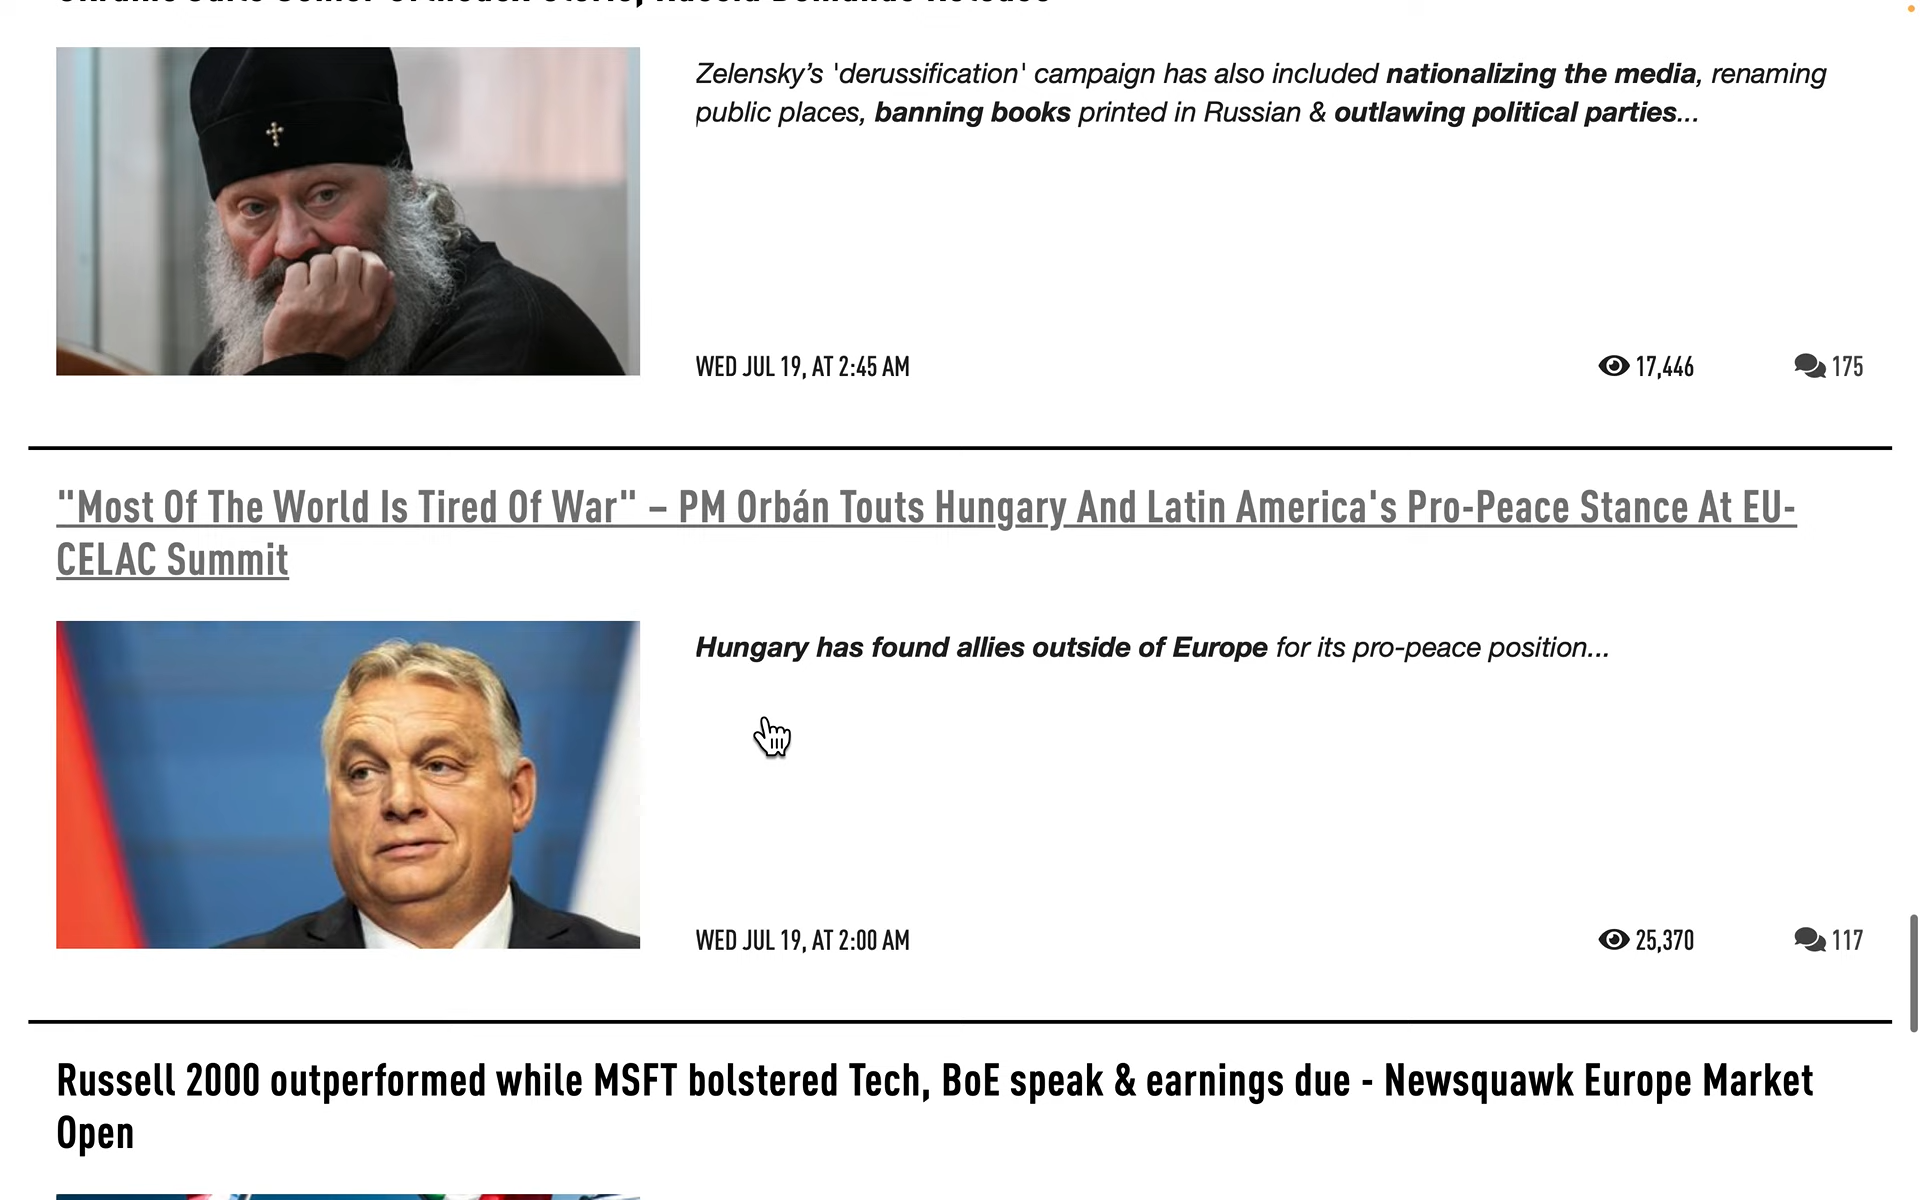 Zelensky’s 'derussification' campaign has also included nationalizing the media, renaming
public places, banning books printed in Russian & outlawing political parties...
WED JUL 19, AT 2:45 AM
17,446
175
"Most Of The World Is Tired Of War" – PM Orbán Touts Hungary And Latin America's Pro-Peace Stance At EU-
CELAC Summit
Hungary has found allies outside of Europe for its pro-peace position...
WED JUL 19, AT 2:00 AM
25,370
117
Russell 2000 outperformed while MSFT bolstered Tech, BoE speak & earnings due - Newsquawk Europe Market
Open